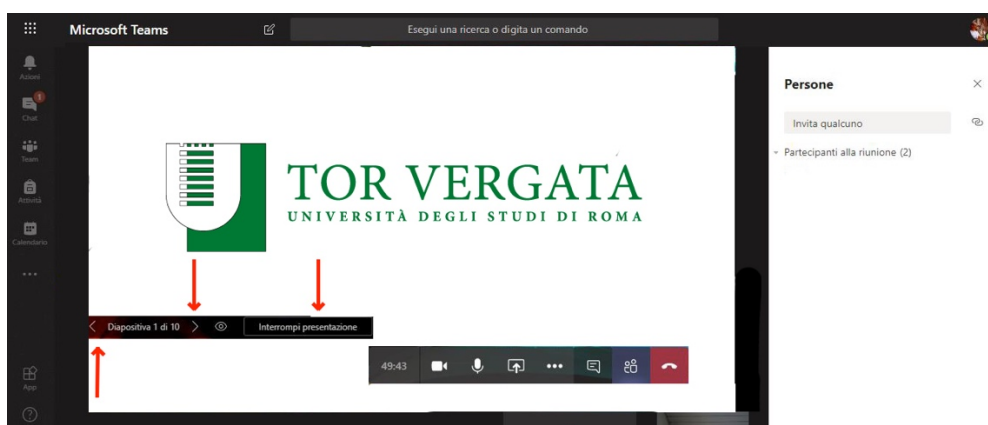 Microsoft Teams
Esegui una ricerca o digita un comando
Azioni
1
Chat
Team
Attività
Calendario
App
TOR VERGATA
UNIVERSITÀ DEGLI STUDI DI ROMA
Diapositiva 1 di 10
Interrompi presentazione
49:43
Persone
Invita qualcuno
Partecipanti alla riunione (2)